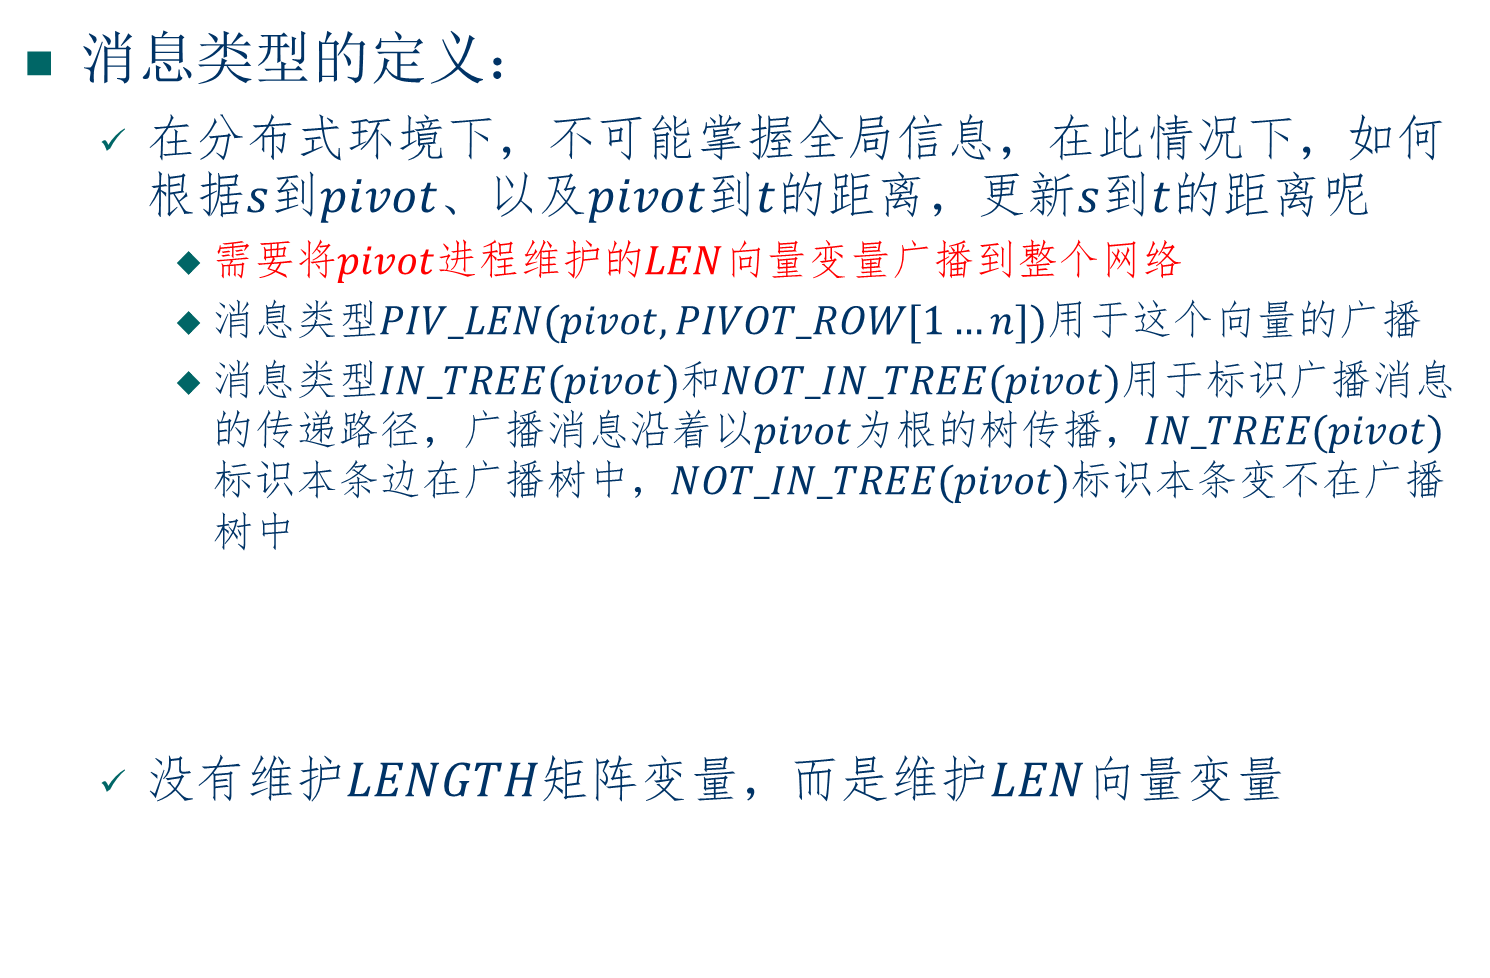 消息类型的定义：
在分布式环境下，不可能掌握全局信息，在此情况下，如何
根据s到pivot、以及pivot到t的距离，更新s到t的距离呢
需要将pivot进程维护的LEN向量变量广播到整个网络
消息类型PIV_LEN(pivot, PIVOT_ROW[1 … n])用于这个向量的广播
消息类型IN_TREE(pivot)和NOT_IN_TREE(pivot)用于标识广播消息
的传递路径，广播消息沿着以pivot为根的树传播，IN_TREE(pivot)
标识本条边在广播树中，NOT_IN_TREE(pivot)标识本条变不在广播
树中
没有维护LENGTH矩阵变量，而是维护LEN向量变量